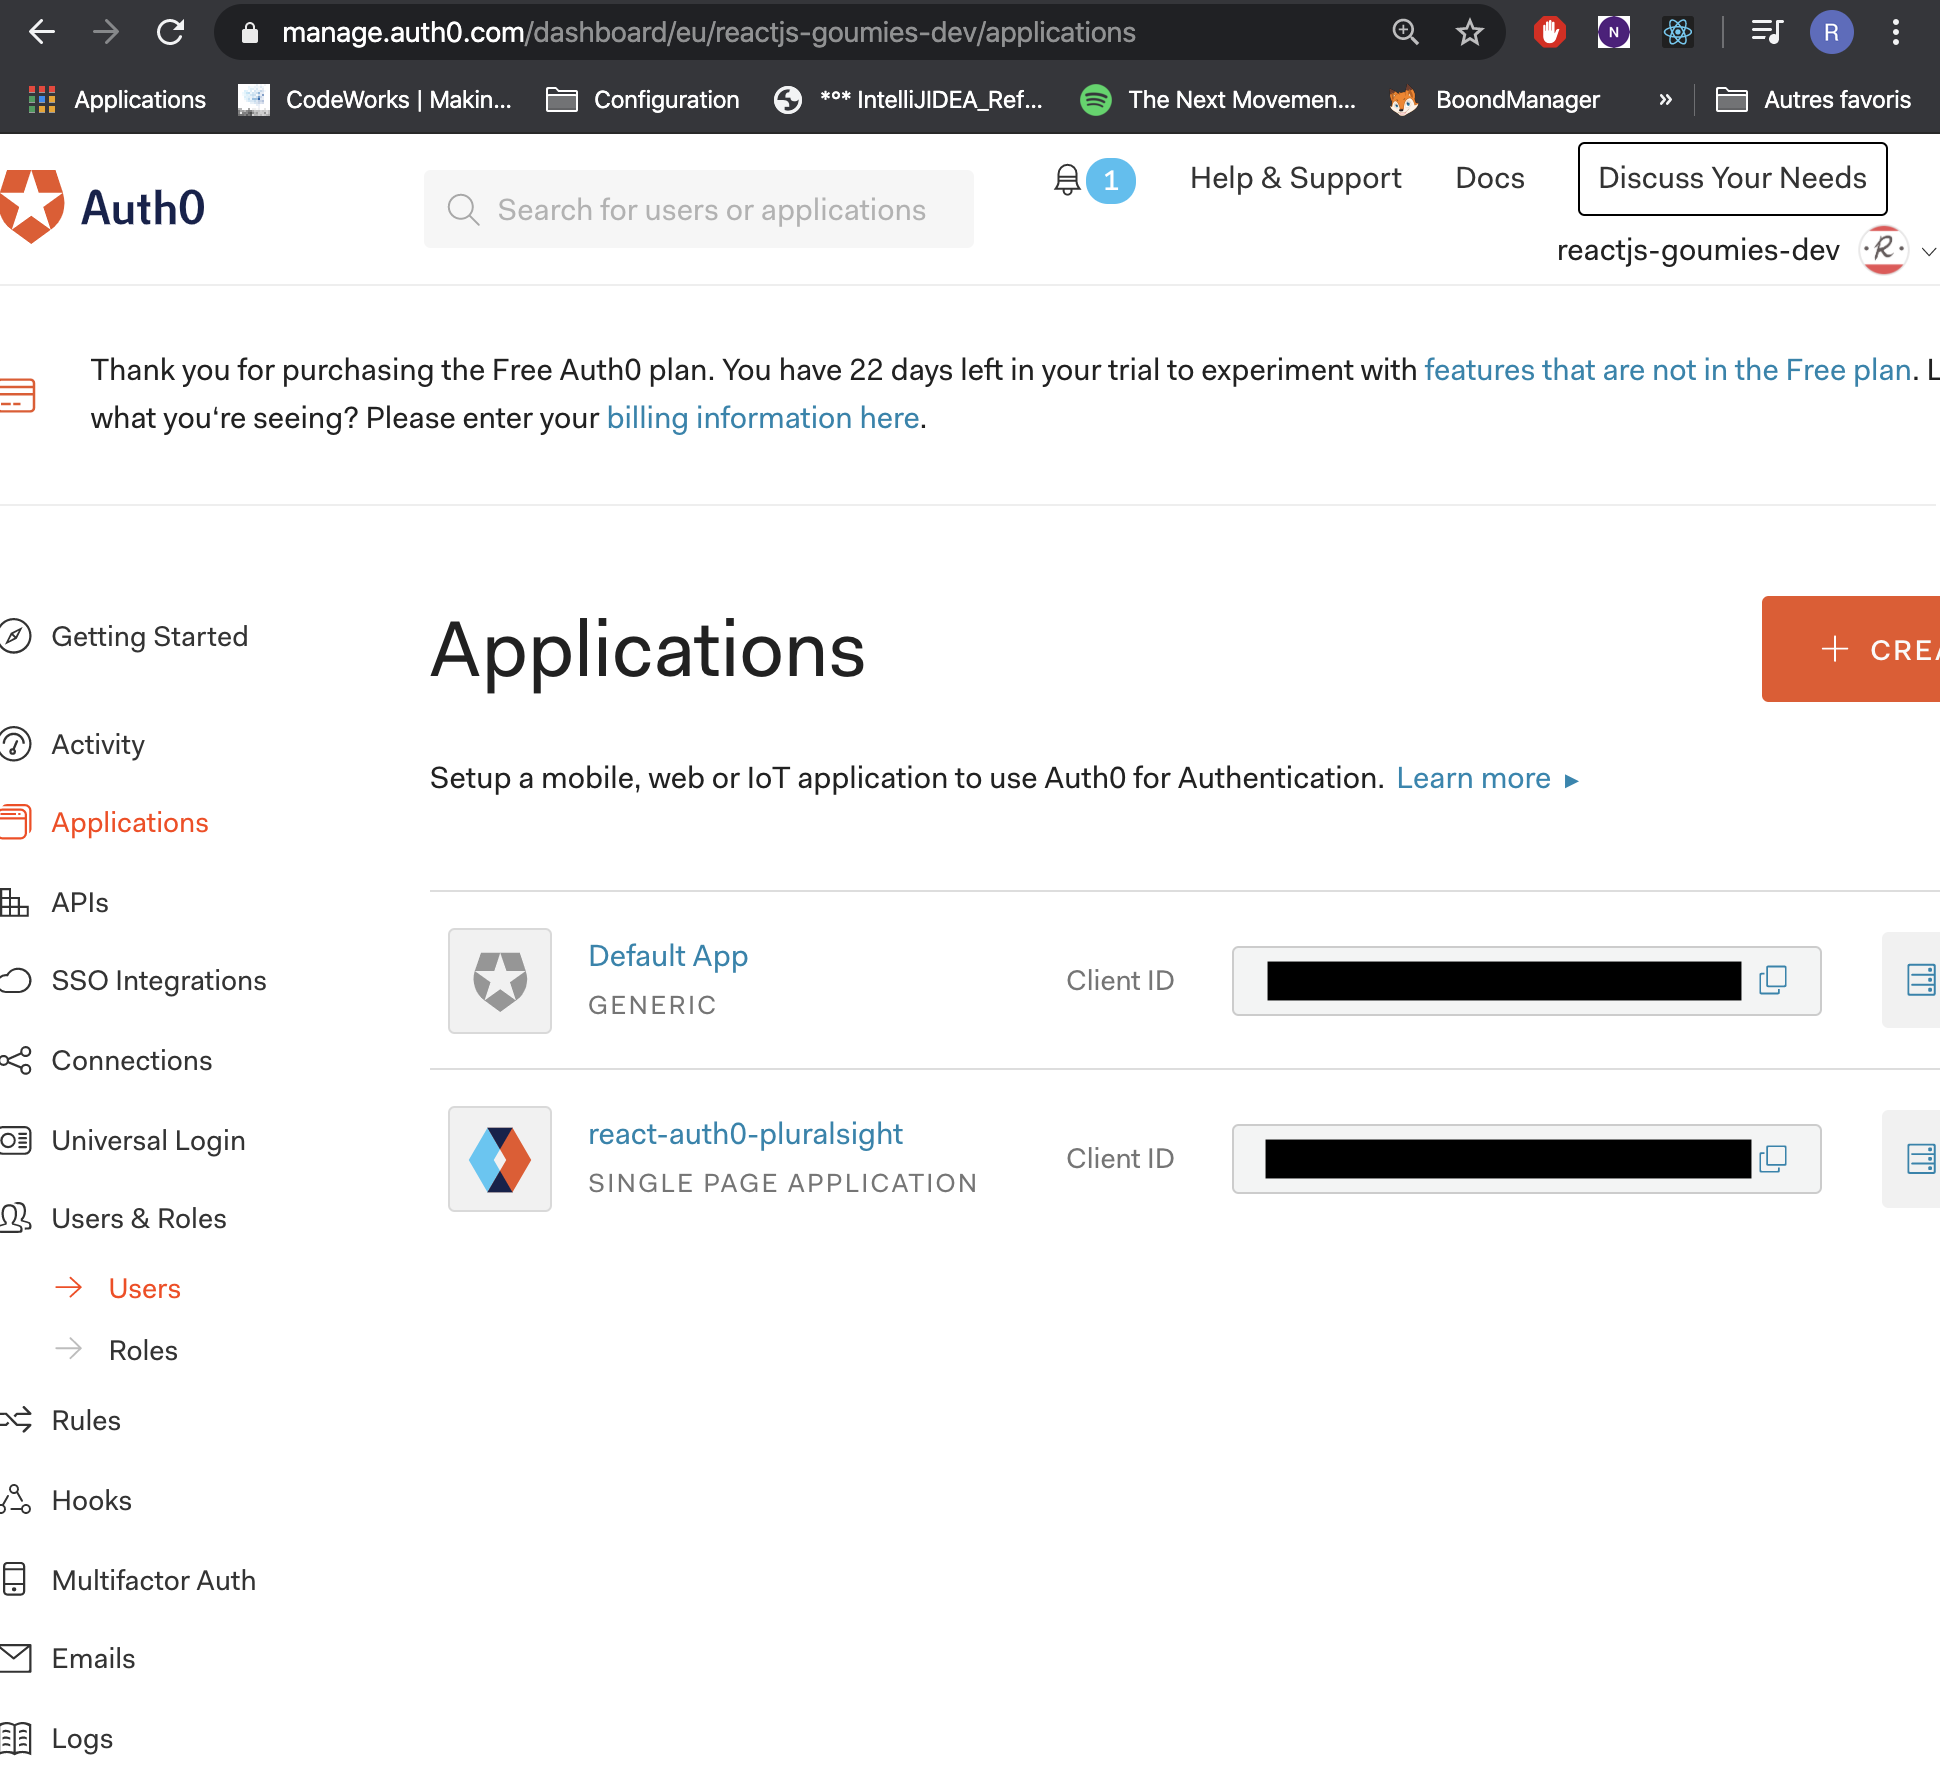 manage.auth0.com/dashboard/eu/reactjs-goumies-dev/applications
R
Applications
CodeWorks | Makin...
Configuration
*°* IntelliJIDEA_Ref...
The Next Movemen...
BoondManager
»
Autres favoris
Auth0
Search for users or applications
1
Help & Support
Docs
Discuss Your Needs
reactjs-goumies-dev
Thank you for purchasing the Free Auth0 plan. You have 22 days left in your trial to experiment with features that are not in the Free plan. L
what you‘re seeing? Please enter your billing information here.
Getting Started
Activity
Applications
APIs
SSO Integrations
Connections
Universal Login
Users & Roles
Users
Roles
Rules
Hooks
Multifactor Auth
Emails
Logs
Applications
+ CREA
Setup a mobile, web or IoT application to use Auth0 for Authentication. Learn more ▸
Default App
GENERIC
Client ID
react-auth0-pluralsight
SINGLE PAGE APPLICATION
Client ID